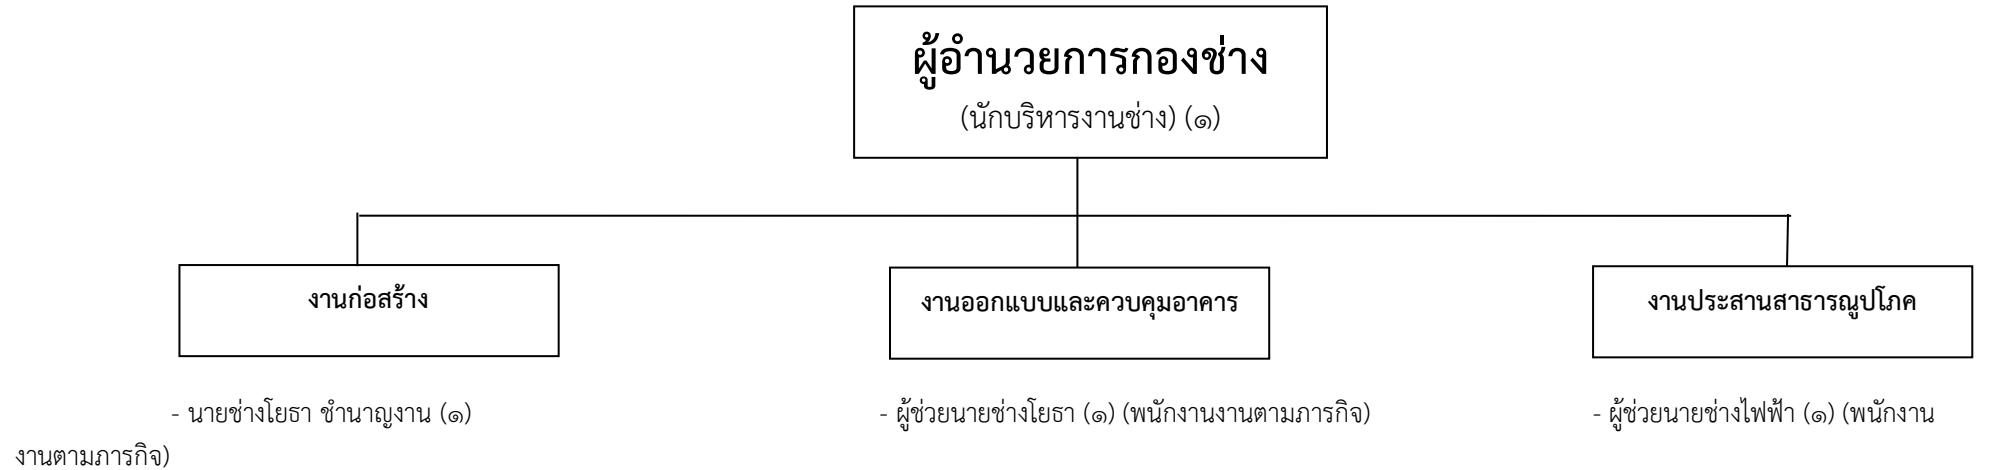 ผู้อำนวยการกองช่าง
(นักบริหารงานช่าง) (๑)
งานก่อสร้าง
งานออกแบบและควบคุมอาคาร
งานประสานสาธารณูปโภค
- นายช่างโยธา ชำนาญงาน (๑)
- ผู้ช่วยนายช่างโยธา (๑) (พนักงานงานตามภารกิจ)
- ผู้ช่วยนายช่างไฟฟ้า (๑) (พนักงาน
งานตามภารกิจ)